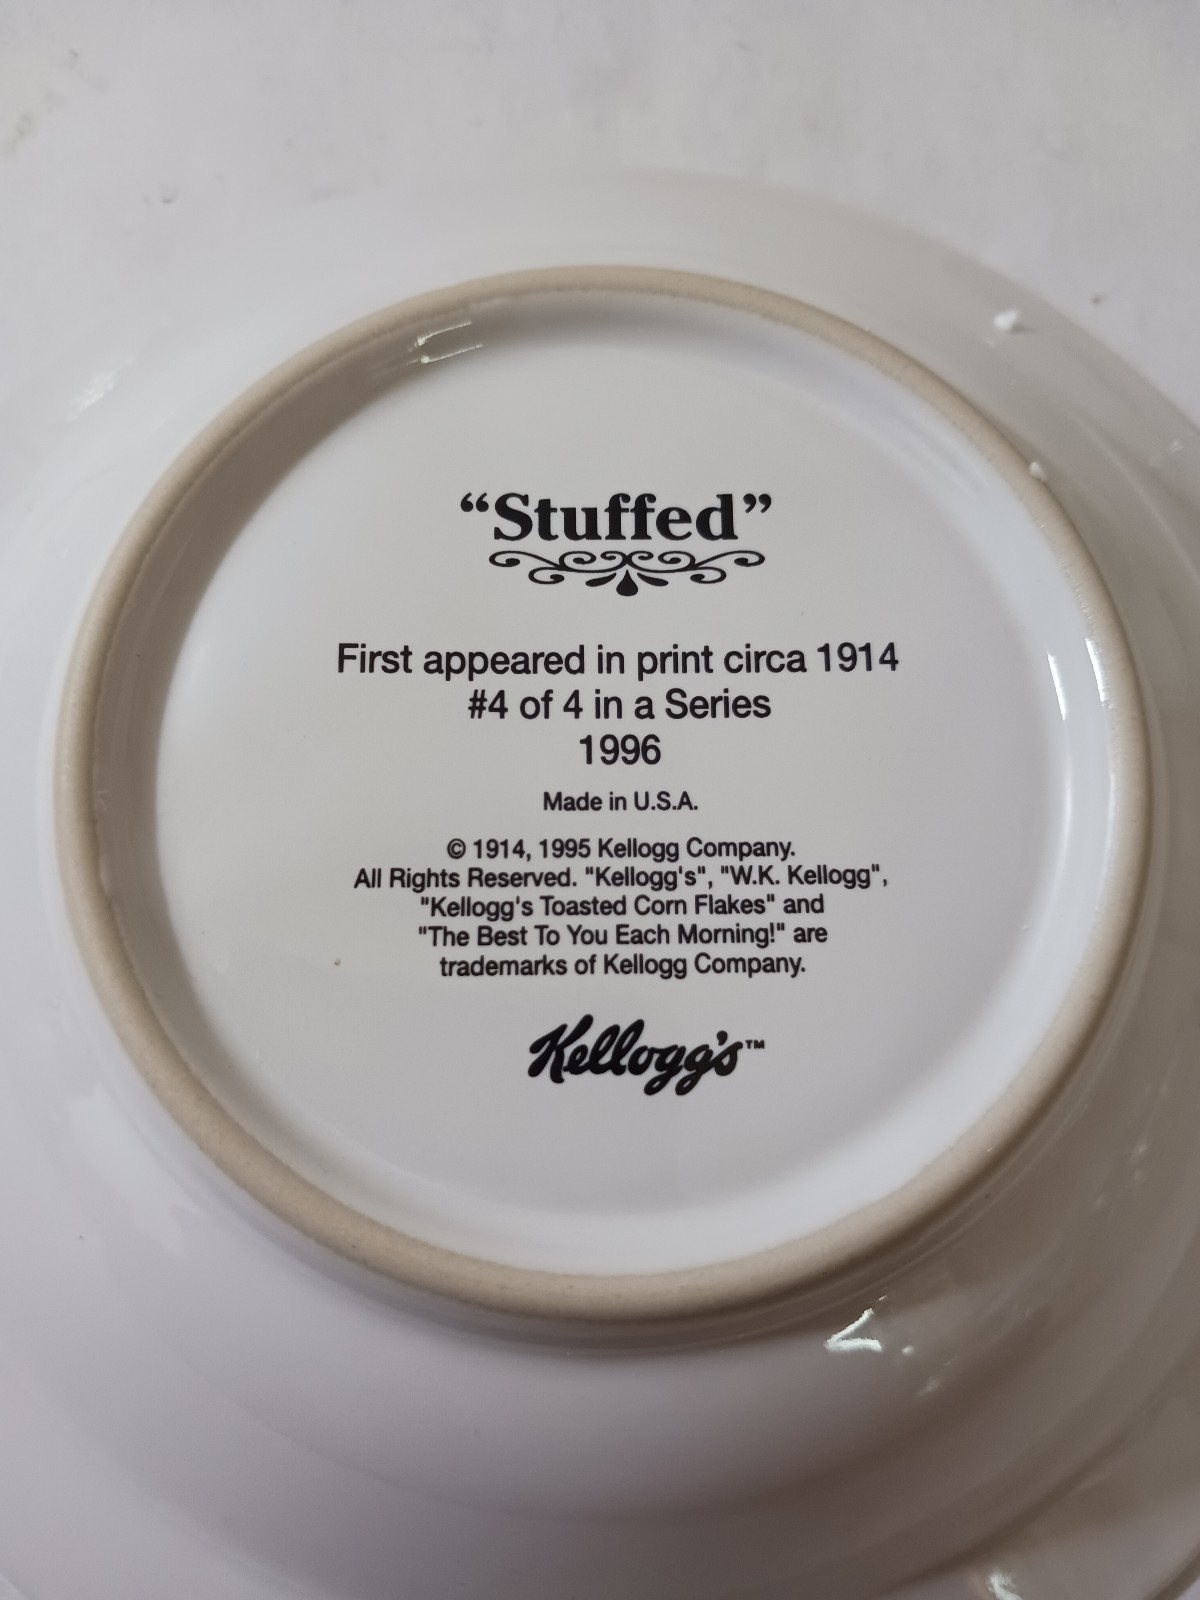 “Stuffed”
First appeared in print circa 1914
#4 of 4 in a Series
1996
Made in U.S.A.
© 1914, 1995 Kellogg Company.
All Rights Reserved. "Kellogg's", "W.K. Kellogg",
"Kellogg's Toasted Corn Flakes" and
"The Best To You Each Morning!" are
trademarks of Kellogg Company.
Kellogg's™